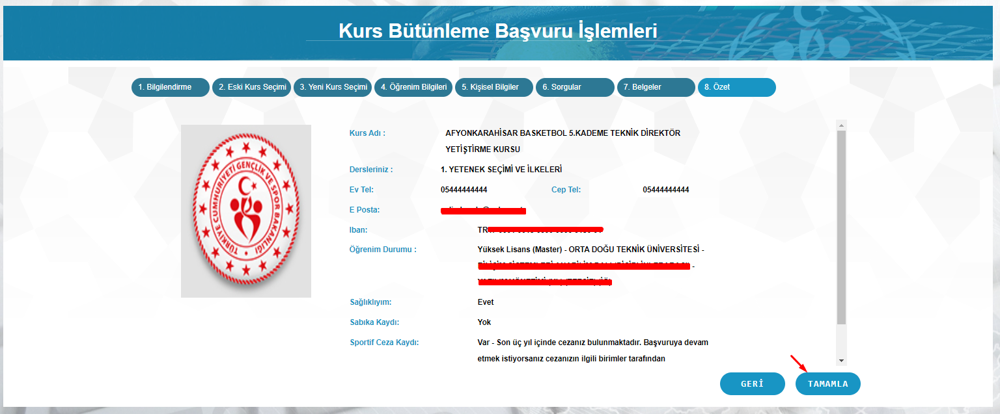 Kurs Bütünleme Başvuru İşlemleri
1. Bilgilendirme 2. Eski Kurs Seçimi 3. Yeni Kurs Seçimi 4. Öğrenim Bilgileri 5. Kişisel Bilgiler 6. Sorgular 7. Belgeler 8. Özet
TÜRKİYE CUMHURİYETİ GENÇLİK VE SPOR BAKANLIĞI
Kurs Adı : AFYONKARAHİSAR BASKETBOL 5.KADEME TEKNİK DİREKTÖR
YETİŞTİRME KURSU
Dersleriniz : 1. YETENEK SEÇİMİ VE İLKELERİ
Ev Tel: 05444444444 Cep Tel: 05444444444
E Posta:
Iban: TR
Öğrenim Durumu : Yüksek Lisans (Master) - ORTA DOĞU TEKNİK ÜNİVERSİTESİ -
-
Sağlıklıyım: Evet
Sabıka Kaydı: Yok
Sportif Ceza Kaydı: Var - Son üç yıl içinde cezanız bulunmaktadır. Başvuruya devam
etmek istiyorsanız cezanızın ilgili birimler tarafından
GERİ TAMAMLA